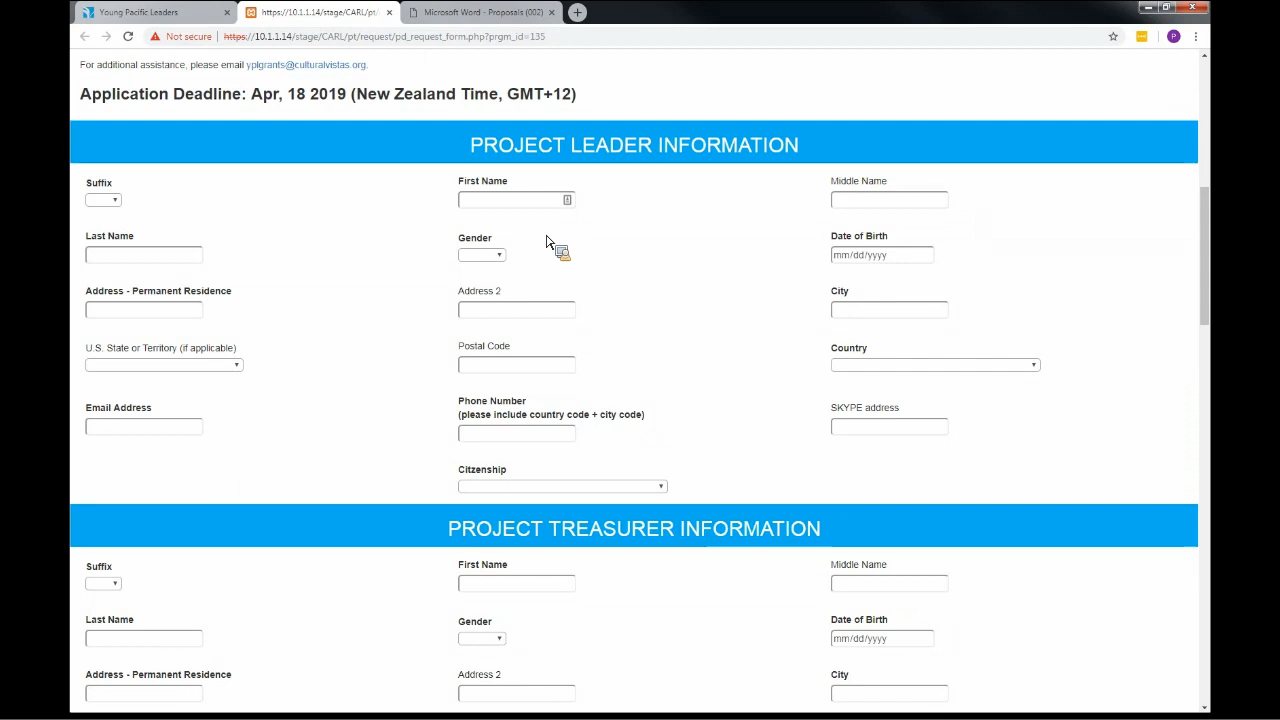 Young Pacific Leaders
https://10.1.1.14/stage/CARL/pt/
Microsoft Word - Proposals (002)
Not secure
https://10.1.1.14/stage/CARL/pt/request/pd_request_form.php?prgm_id=135
P
For additional assistance, please email yplgrants@culturalvistas.org.
Application Deadline: Apr, 18 2019 (New Zealand Time, GMT+12)
PROJECT LEADER INFORMATION
Suffix
First Name
Middle Name
Last Name
Gender
Date of Birth
mm/dd/yyyy
Address - Permanent Residence
Address 2
City
U.S. State or Territory (if applicable)
Postal Code
Country
Email Address
Phone Number
(please include country code + city code)
SKYPE address
Citzenship
PROJECT TREASURER INFORMATION
Suffix
First Name
Middle Name
Last Name
Gender
Date of Birth
mm/dd/yyyy
Address - Permanent Residence
Address 2
City